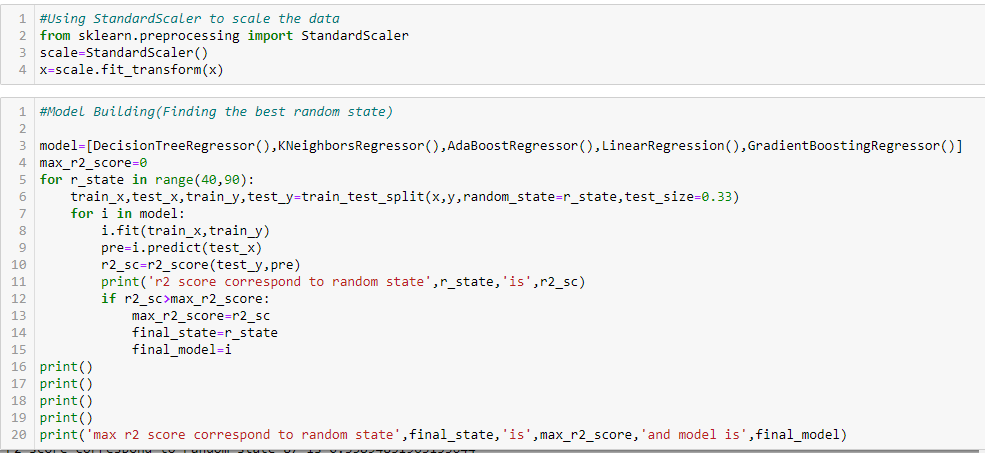 1 #Using StandardScaler to scale the data
2 from sklearn.preprocessing import StandardScaler
3 scale=StandardScaler()
4 x=scale.fit_transform(x)
1 #Model Building(Finding the best random state)
2
3 model=[DecisionTreeRegressor(),KNeighborsRegressor(),AdaBoostRegressor(),LinearRegression(),GradientBoostingRegressor()]
4 max_r2_score=0
5 for r_state in range(40,90):
6     train_x,test_x,train_y,test_y=train_test_split(x,y,random_state=r_state,test_size=0.33)
7     for i in model:
8         i.fit(train_x,train_y)
9         pre=i.predict(test_x)
10         r2_sc=r2_score(test_y,pre)
11         print('r2 score correspond to random state',r_state,'is',r2_sc)
12         if r2_sc>max_r2_score:
13             max_r2_score=r2_sc
14             final_state=r_state
15             final_model=i
16 print()
17 print()
18 print()
19 print()
20 print('max r2 score correspond to random state',final_state,'is',max_r2_score,'and model is',final_model)